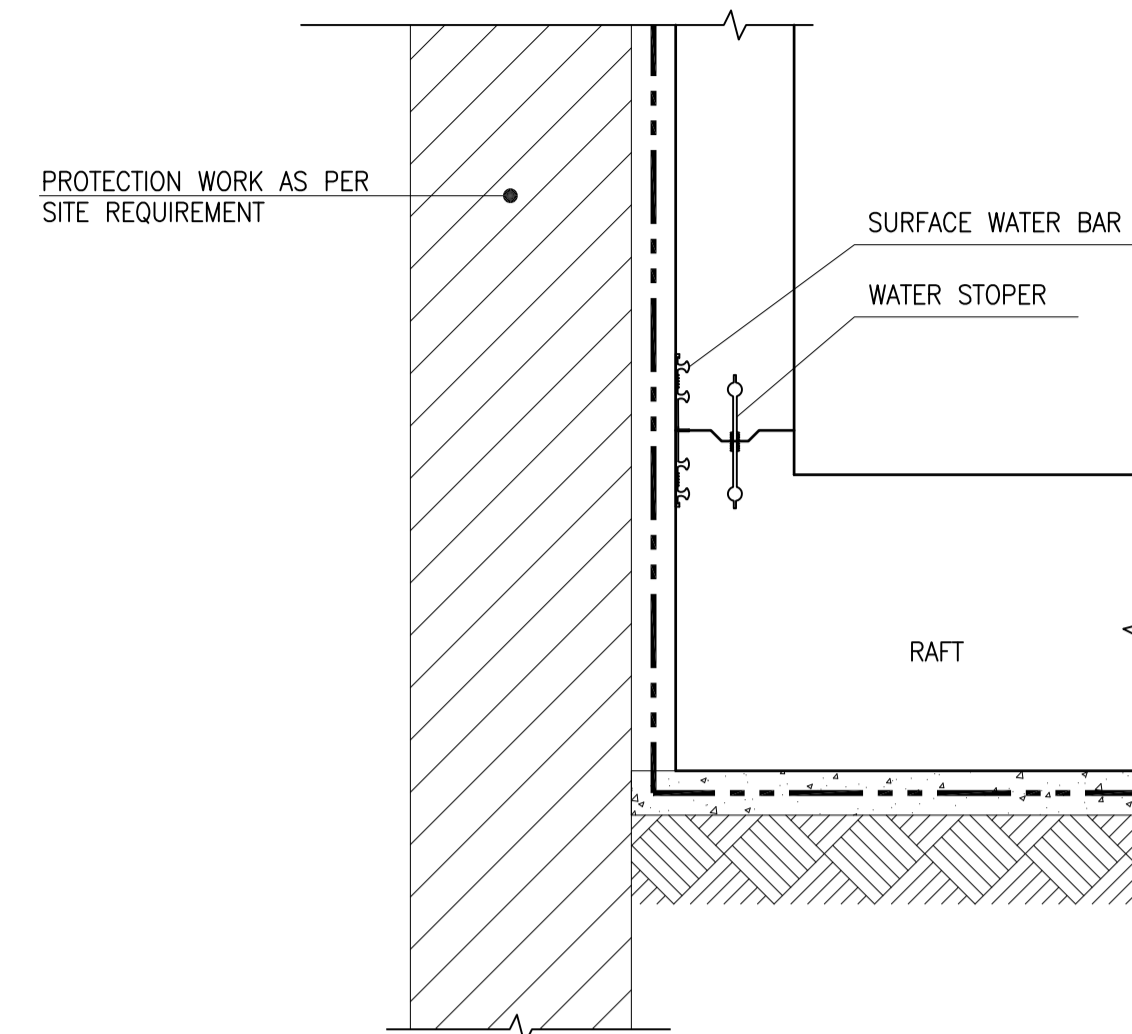 PROTECTION WORK AS PER
SITE REQUIREMENT
SURFACE WATER BAR
WATER STOPER
RAFT